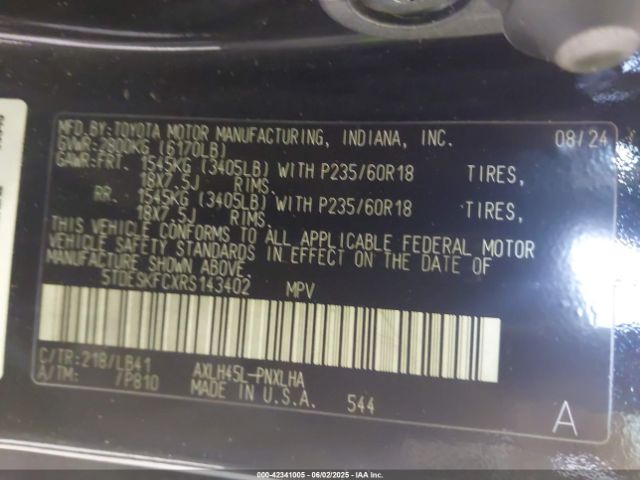 MFD.BY:TOYOTA MOTOR MANUFACTURING, INDIANA, INC. 08/24
GVWR:2800KG (6170LB)
GAWR:FRT. 1545KG (3405LB) WITH P235/60R18 TIRES,
18X7.5J RIMS.
RR. 1545KG (3405LB) WITH P235/60R18 TIRES,
18X7.5J RIMS.
THIS VEHICLE CONFORMS TO ALL APPLICABLE FEDERAL MOTOR
VEHICLE SAFETY STANDARDS IN EFFECT ON THE DATE OF
MANUFACTURE SHOWN ABOVE.
5TDESKFCXRS143402 MPV
C/TR:218/LB41 AXLH45L-PNXLHA
A/TM: /P810 MADE IN U.S.A. 544
A
000-42341005 | 06/02/2025 | IAA Inc.